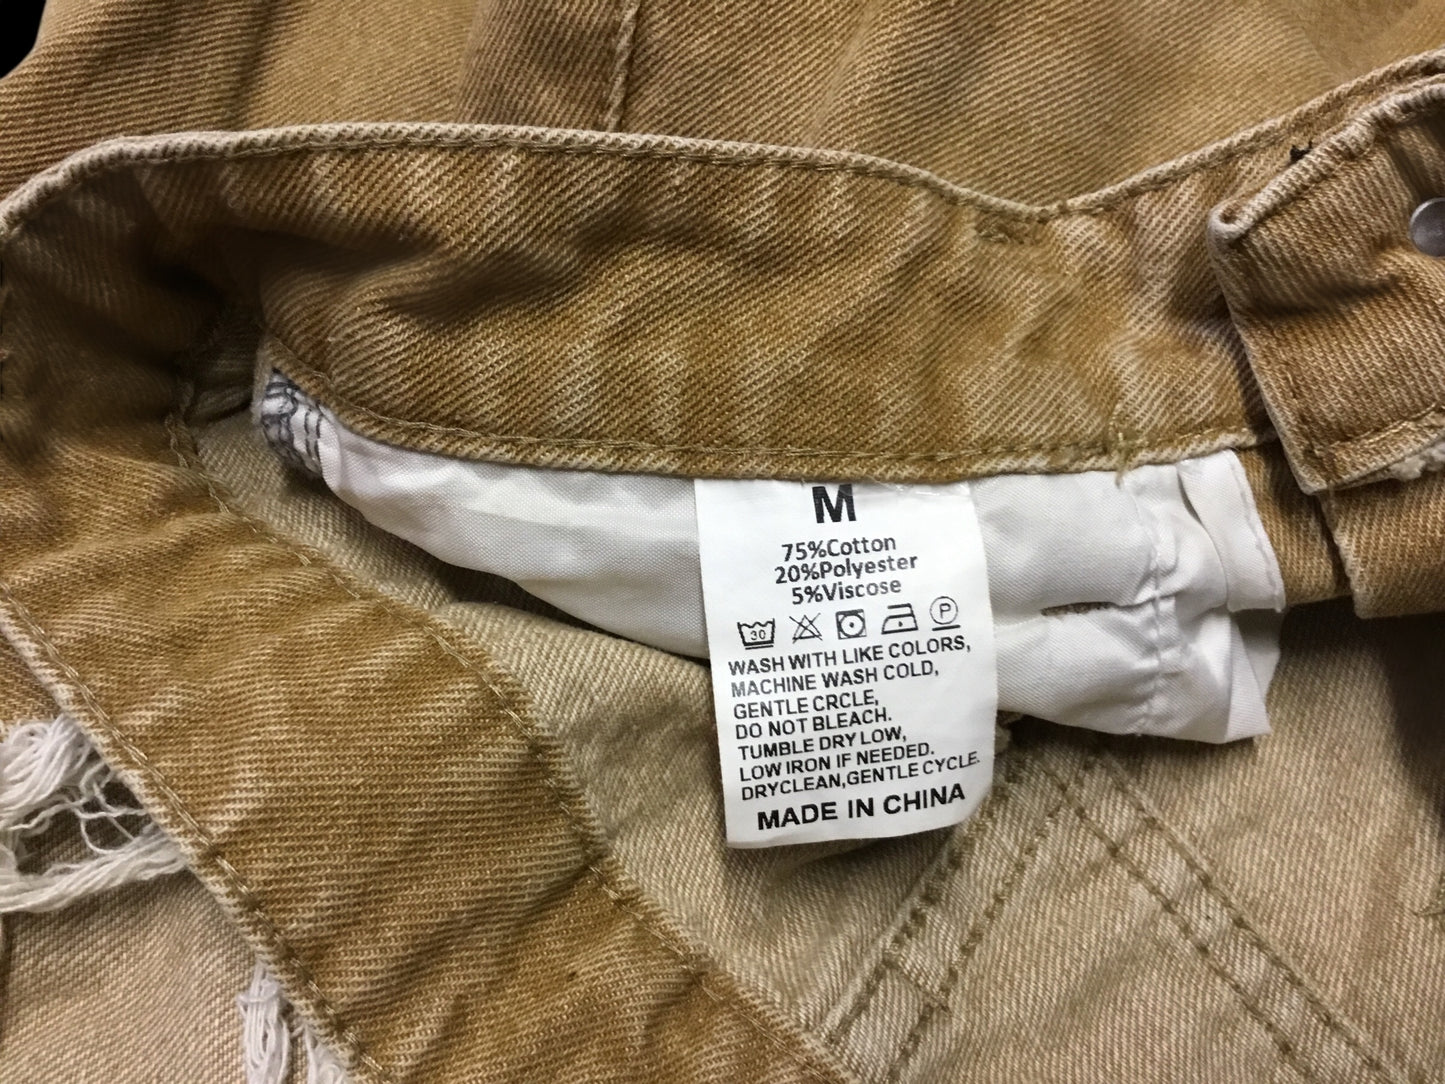 M
75%Cotton
20%Polyester
5%Viscose
30 P
WASH WITH LIKE COLORS,
MACHINE WASH COLD,
GENTLE CRCLE,
DO NOT BLEACH.
TUMBLE DRY LOW,
LOW IRON IF NEEDED.
DRYCLEAN,GENTLE CYCLE.
MADE IN CHINA